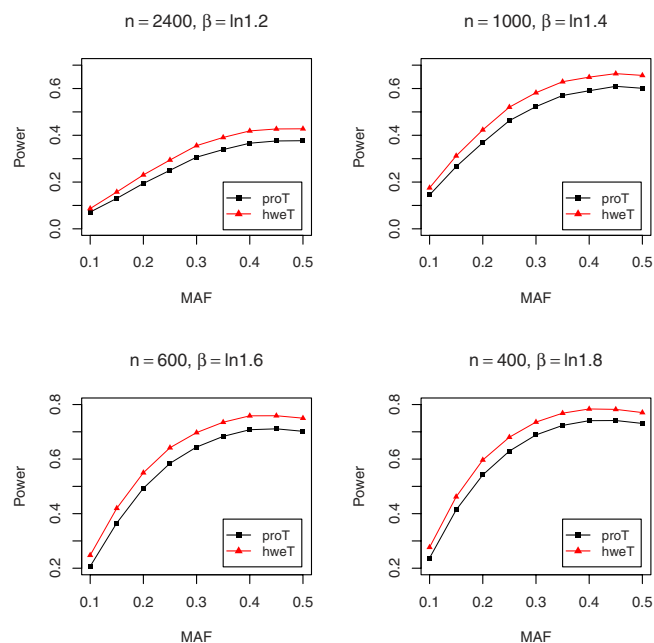 n = 2400, β = ln1.2
Power
0.0
0.2
0.4
0.6
proT
hweT
0.1
0.2
0.3
0.4
0.5
MAF
n = 1000, β = ln1.4
Power
0.0
0.2
0.4
0.6
proT
hweT
0.1
0.2
0.3
0.4
0.5
MAF
n = 600, β = ln1.6
Power
0.2
0.4
0.6
0.8
proT
hweT
0.1
0.2
0.3
0.4
0.5
MAF
n = 400, β = ln1.8
Power
0.2
0.4
0.6
0.8
proT
hweT
0.1
0.2
0.3
0.4
0.5
MAF